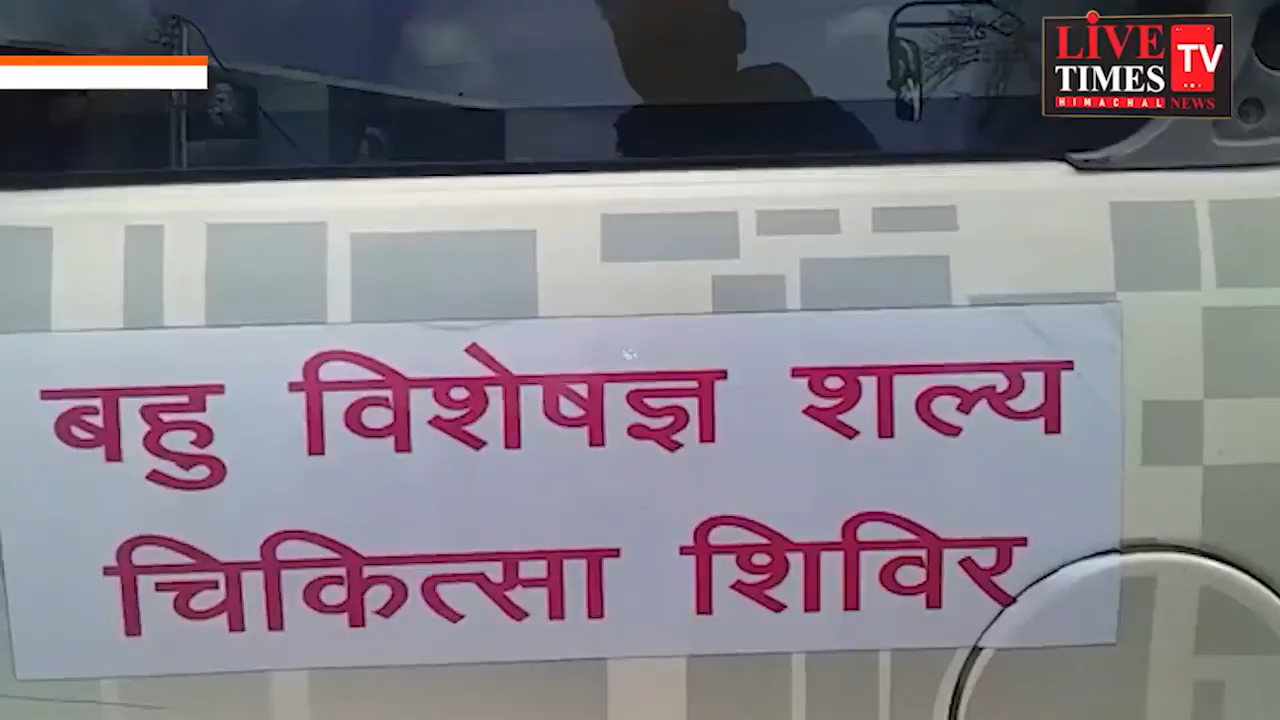 LIVE
TIMES
TV
HIMACHAL NEWS
बहु विशेषज्ञ शल्य
चिकित्सा शिविर